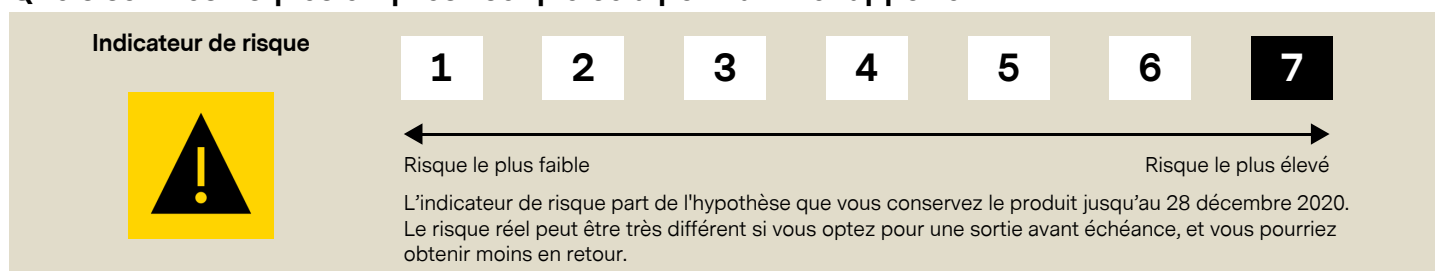 Indicateur de risque
1 2 3 4 5 6 7
Risque le plus faible Risque le plus élevé
L’indicateur de risque part de l'hypothèse que vous conservez le produit jusqu’au 28 décembre 2020.
Le risque réel peut être très différent si vous optez pour une sortie avant échéance, et vous pourriez
obtenir moins en retour.